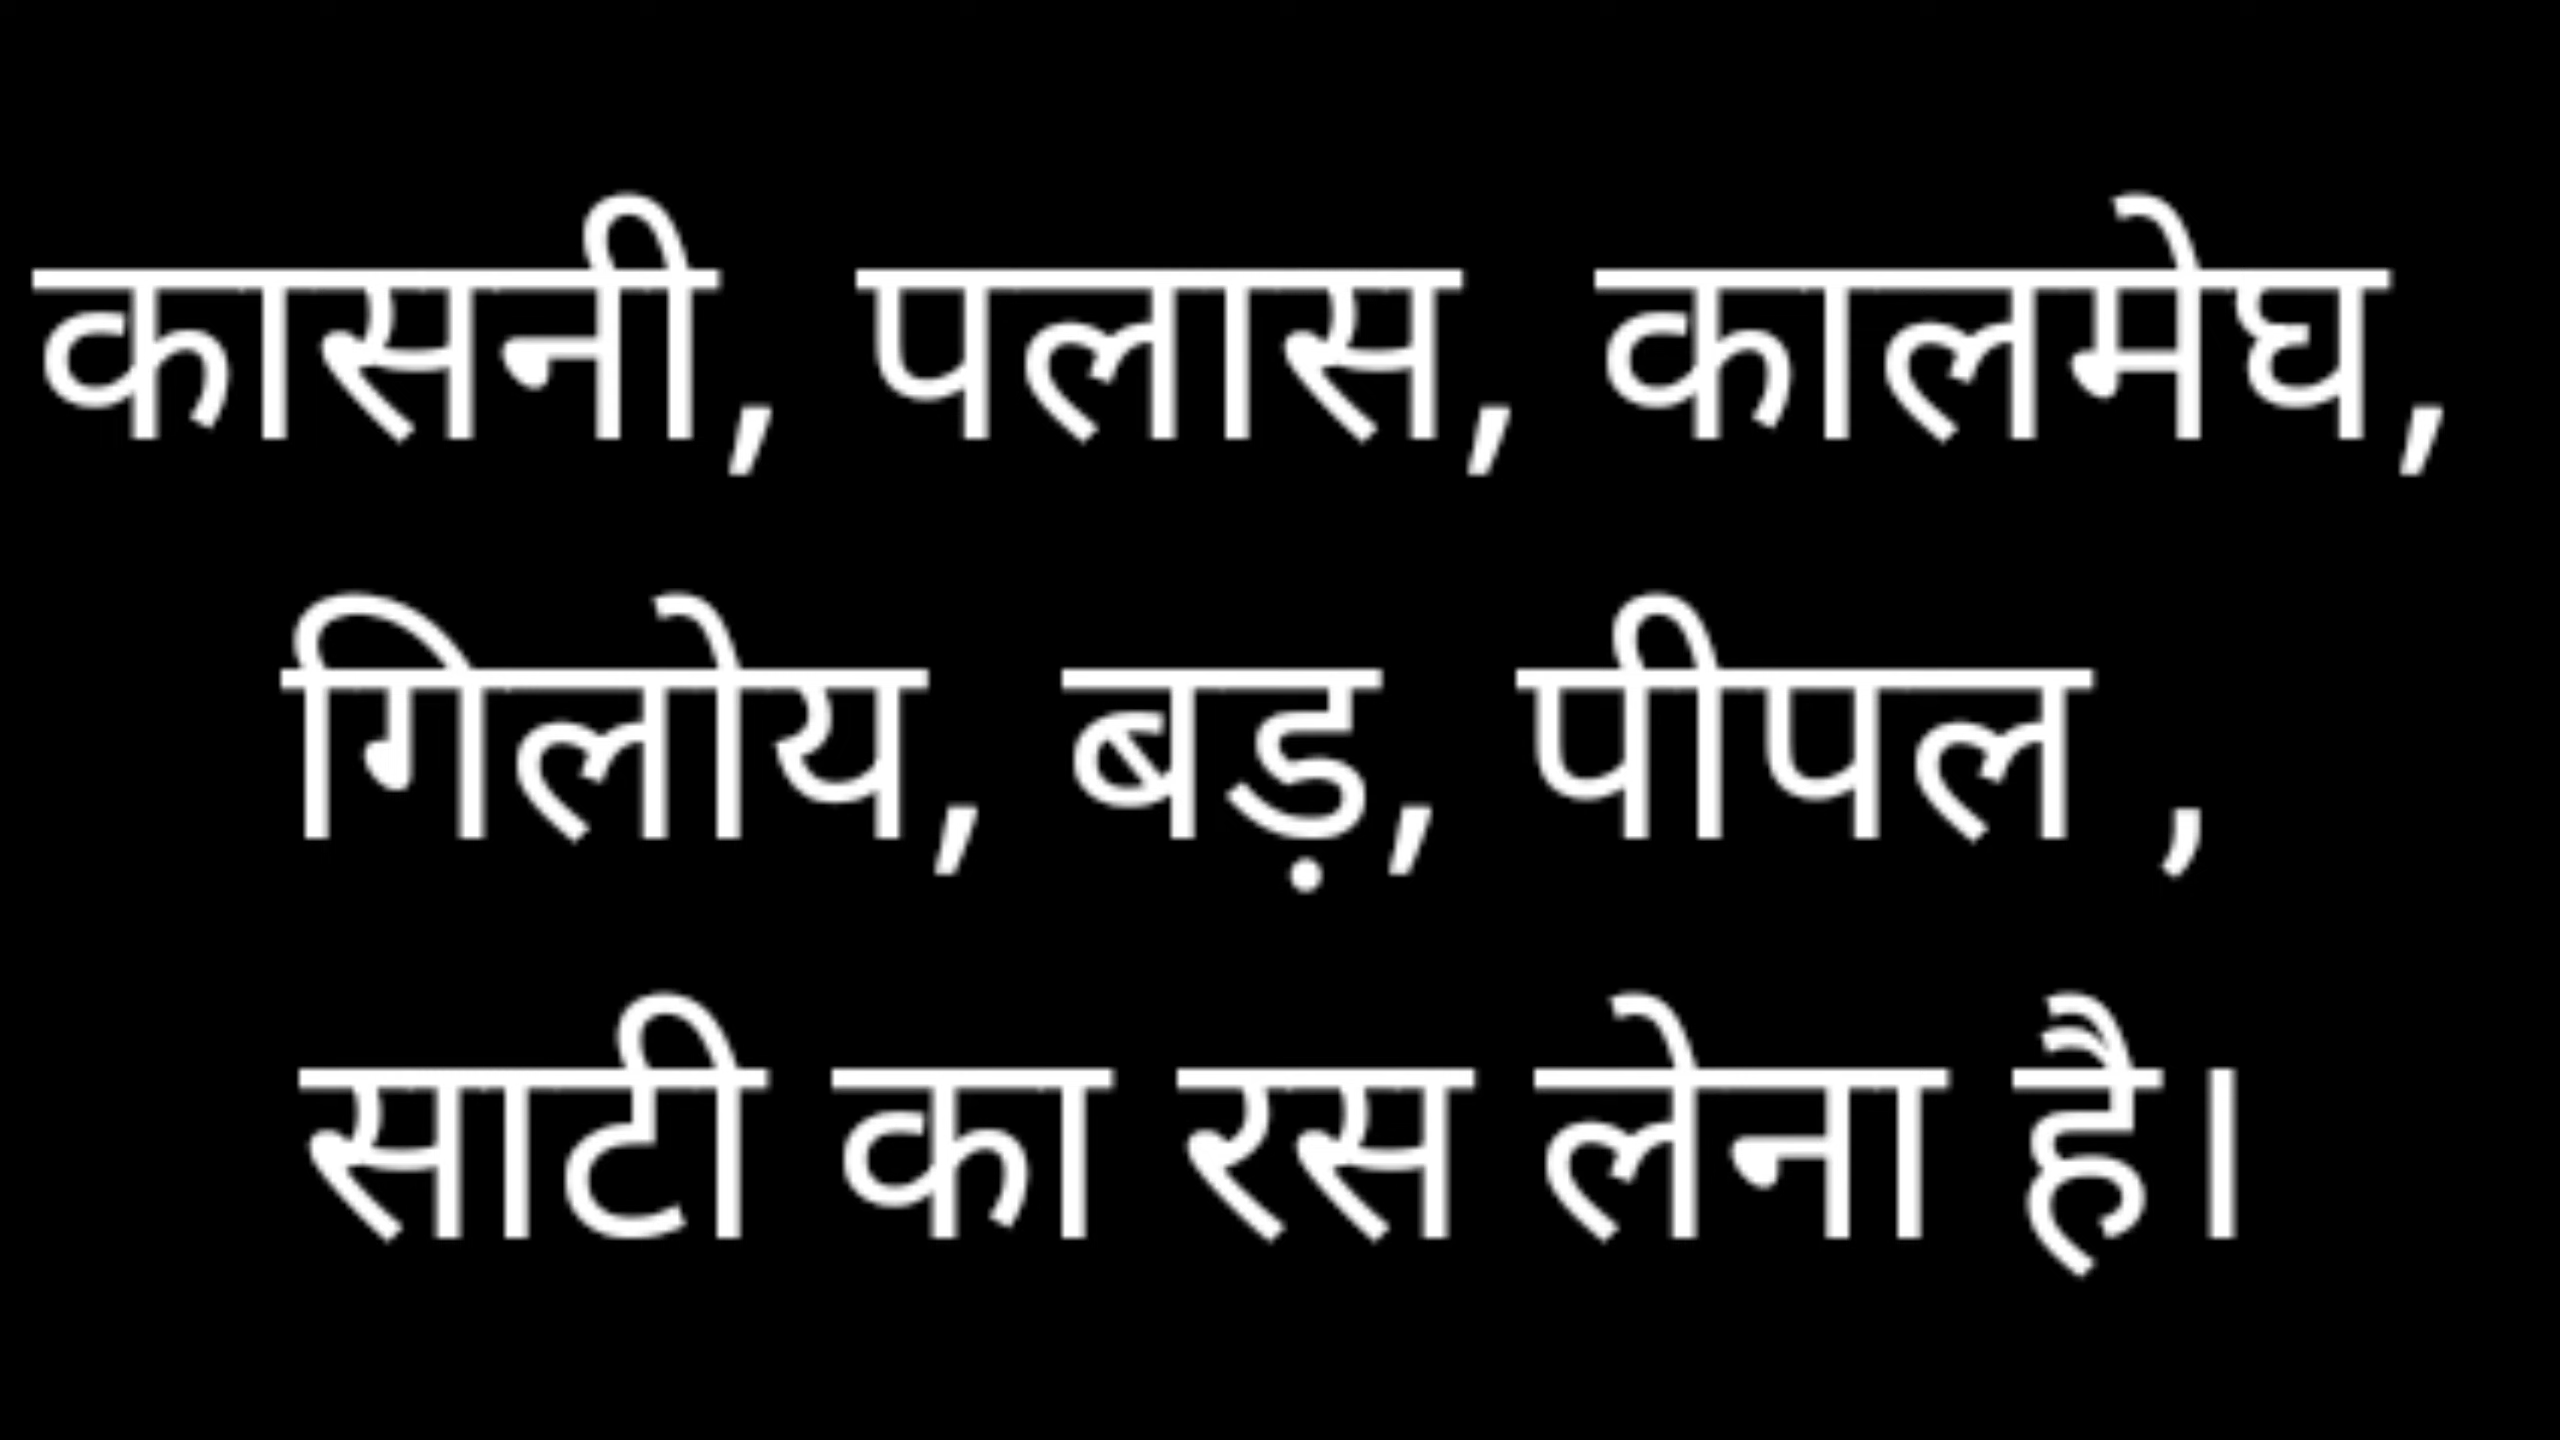 कासनी, पलास, कालमेघ,
गिलोय, बड़, पीपल ,
साटी का रस लेना है।